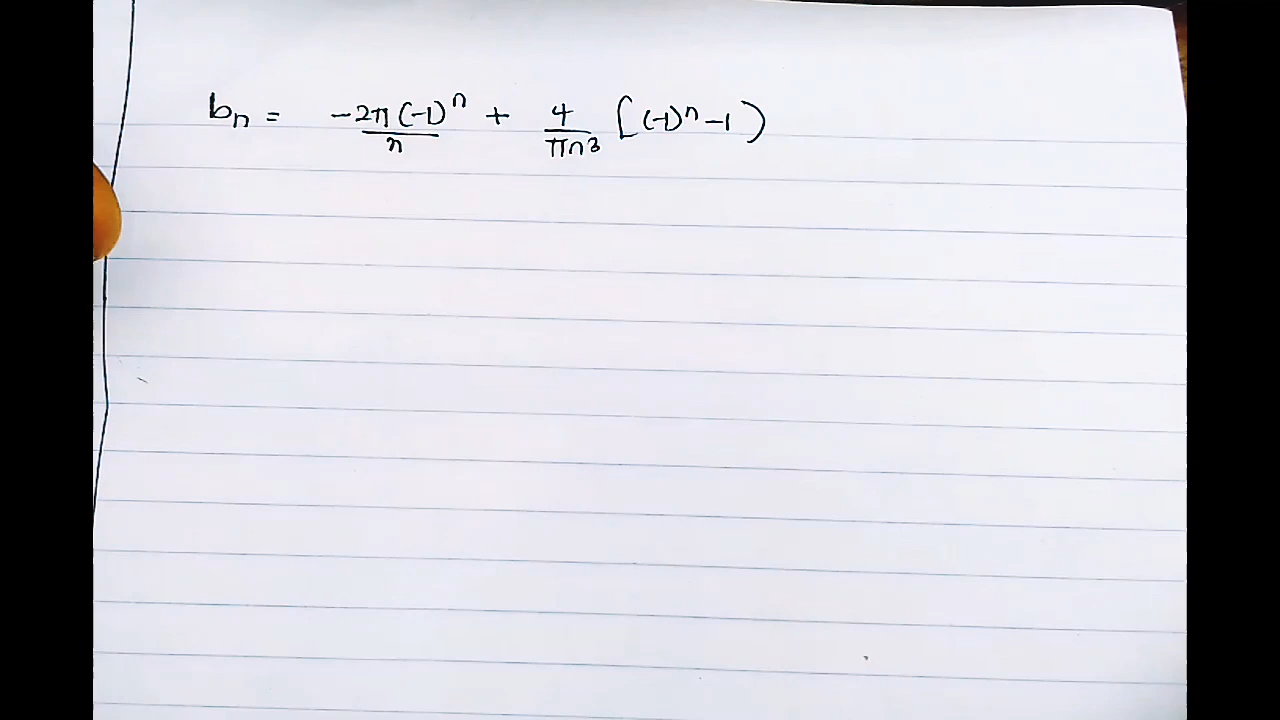 bn = -2π(-1)^n/n + 4/πn³ [(-1)^n - 1)